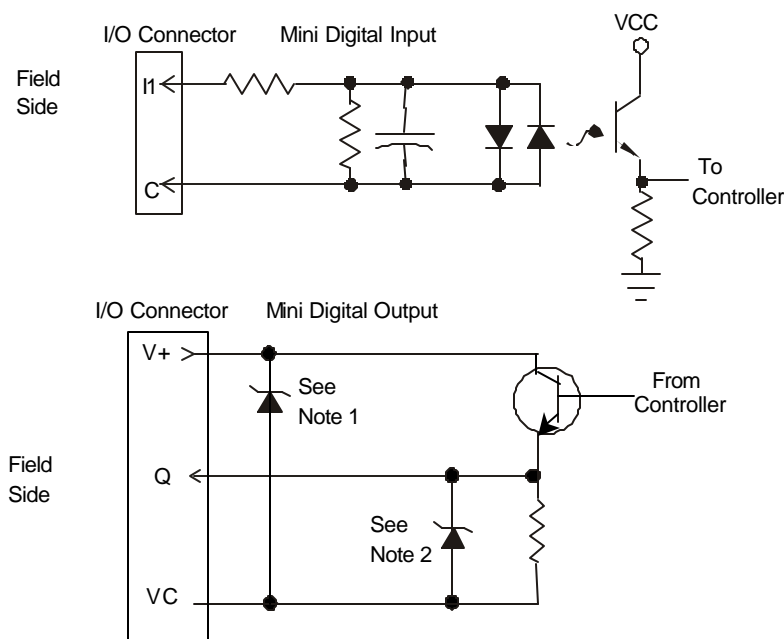 I/O Connector Mini Digital Input
VCC
Field
Side
I1
C
To
Controller
I/O Connector Mini Digital Output
V+
See
Note 1
From
Controller
Field
Side
Q
See
Note 2
VC